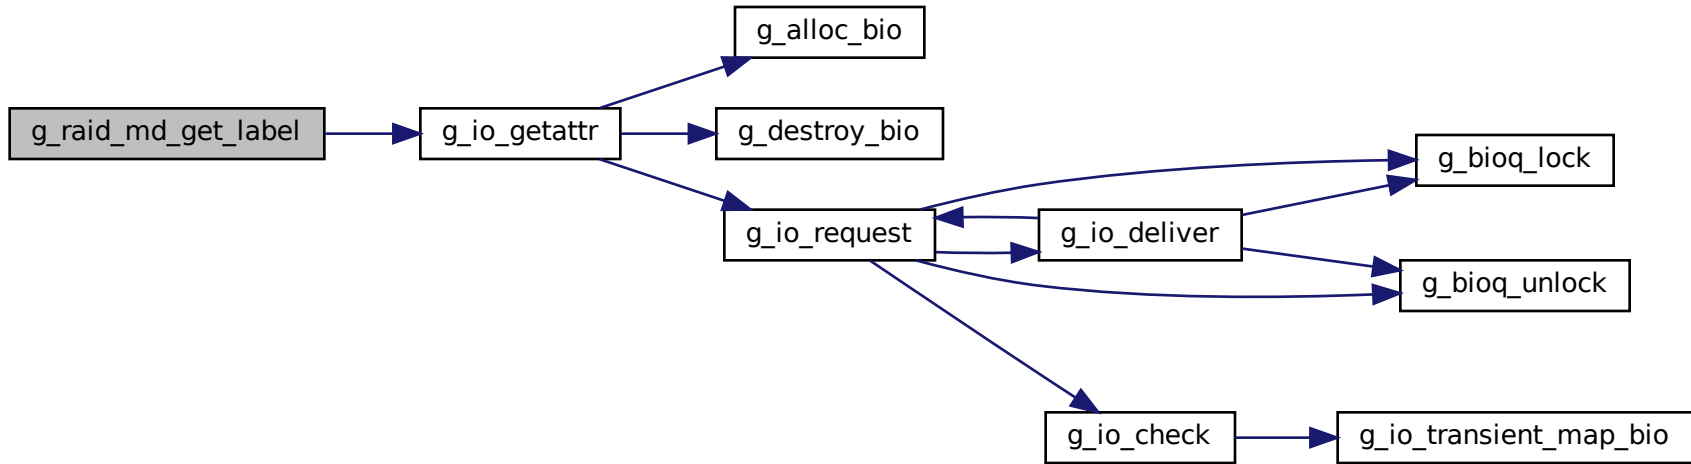 g_alloc_bio
g_raid_md_get_label
g_io_getattr
g_destroy_bio
g_bioq_lock
g_io_request
g_io_deliver
g_bioq_unlock
g_io_check
g_io_transient_map_bio